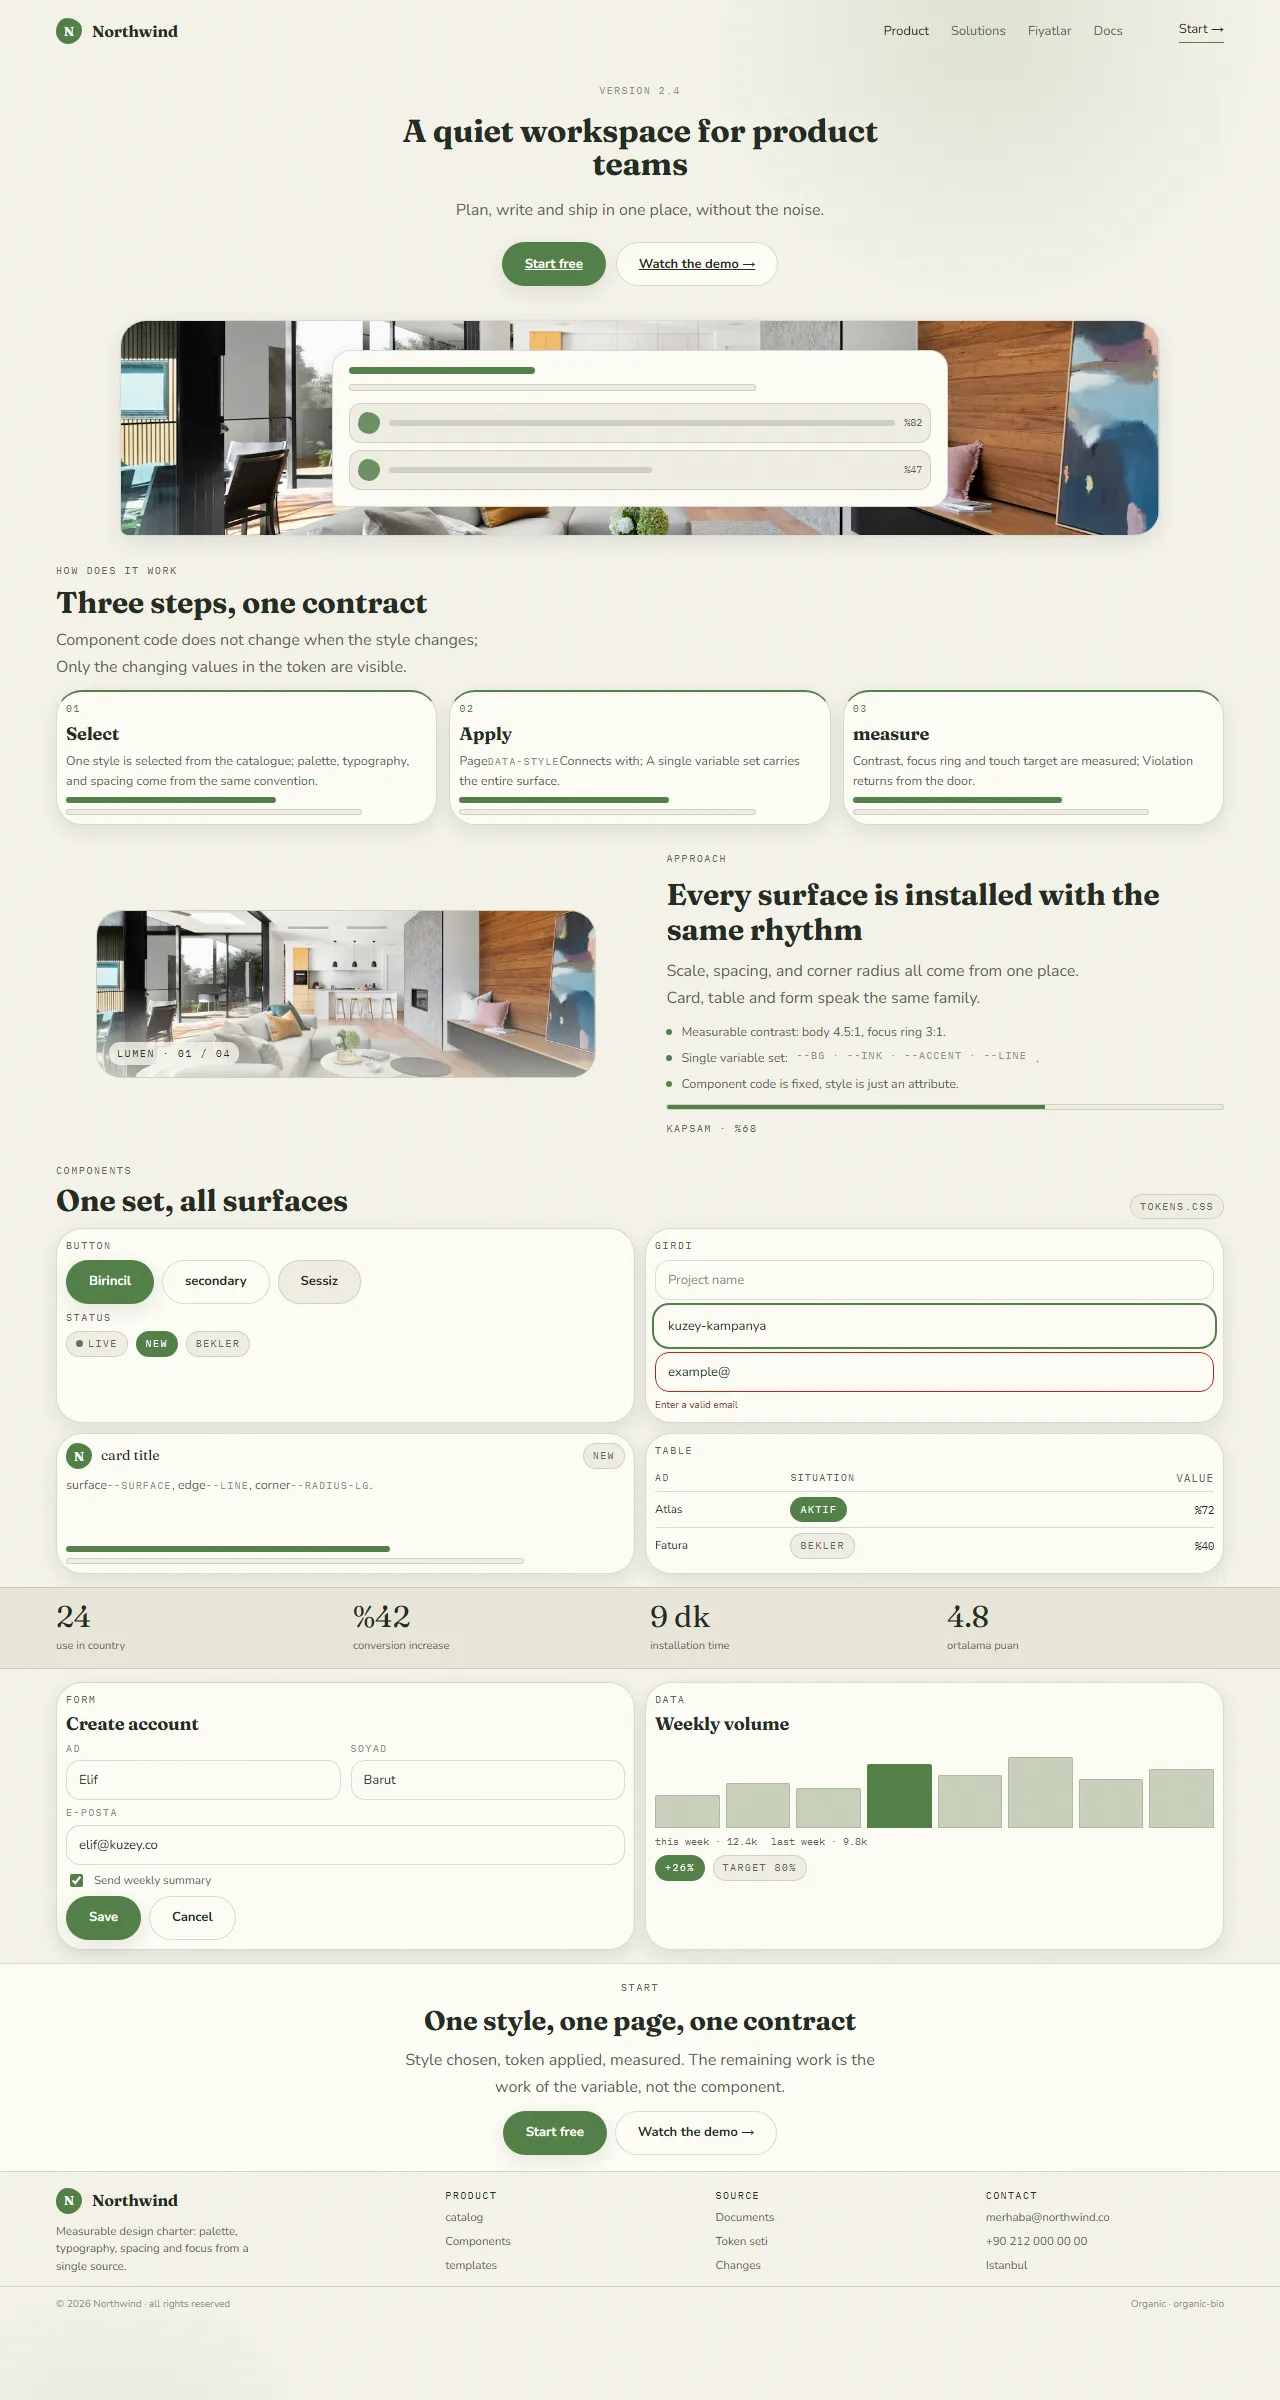 N Northwind
Product Solutions Fiyatlar Docs Start →
VERSION 2.4
A quiet workspace for product
teams
Plan, write and ship in one place, without the noise.
Start free Watch the demo →
%82
%47
HOW DOES IT WORK
Three steps, one contract
Component code does not change when the style changes;
Only the changing values in the token are visible.
01
Select
One style is selected from the catalogue; palette, typography,
and spacing come from the same convention.
02
Apply
PageDATA-STYLEConnects with; A single variable set carries
the entire surface.
03
measure
Contrast, focus ring and touch target are measured; Violation
returns from the door.
LUMEN · 01 / 04
APPROACH
Every surface is installed with the
same rhythm
Scale, spacing, and corner radius all come from one place.
Card, table and form speak the same family.
Measurable contrast: body 4.5:1, focus ring 3:1.
Single variable set: --BG · --INK · --ACCENT · --LINE .
Component code is fixed, style is just an attribute.
KAPSAM · %68
COMPONENTS
One set, all surfaces
TOKENS.CSS
BUTTON
Birincil secondary Sessiz
STATUS
LIVE NEW BEKLER
GIRDI
Project name
kuzey-kampanya
example@
Enter a valid email
N card title NEW
surface--SURFACE, edge--LINE, corner--RADIUS-LG.
TABLE
AD SITUATION VALUE
Atlas AKTIF %72
Fatura BEKLER %40
24
use in country
%42
conversion increase
9 dk
installation time
4.8
ortalama puan
FORM
Create account
AD SOYAD
Elif Barut
E-POSTA
elif@kuzey.co
Send weekly summary
Save Cancel
DATA
Weekly volume
this week · 12.4k last week · 9.8k
+26% TARGET 80%
START
One style, one page, one contract
Style chosen, token applied, measured. The remaining work is the
work of the variable, not the component.
Start free Watch the demo →
N Northwind
Measurable design charter: palette,
typography, spacing and focus from a
single source.
PRODUCT
catalog
Components
templates
SOURCE
Documents
Token seti
Changes
CONTACT
merhaba@northwind.co
+90 212 000 00 00
Istanbul
© 2026 Northwind · all rights reserved
Organic · organic-bio